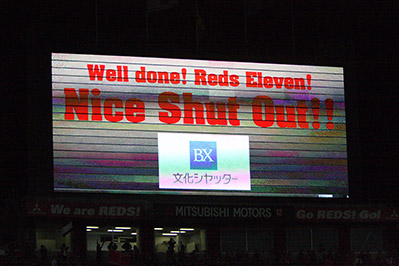 Well done! Reds Eleven!
Nice Shut Out!!
BX
文化シヤッター
We are REDS!
MITSUBISHI MOTORS
Go REDS! Go!